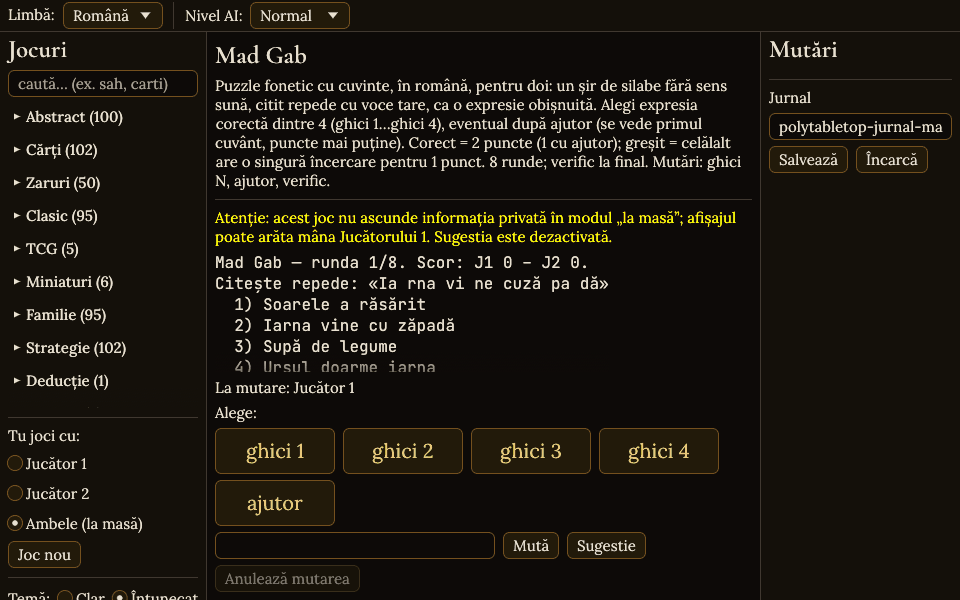 Limbă:
Română
Nivel AI:
Normal
Jocuri
caută... (ex. sah, carti)
Abstract (100)
Cărți (102)
Zaruri (50)
Clasic (95)
TCG (5)
Miniaturi (6)
Familie (95)
Strategie (102)
Deducție (1)
Tu joci cu:
Jucător 1
Jucător 2
Ambele (la masă)
Joc nou
Temă:
Clar
Întunecat
Mad Gab
Puzzle fonetic cu cuvinte, în română, pentru doi: un șir de silabe fără sens
sună, citit repede cu voce tare, ca o expresie obișnuită. Alegi expresia
corectă dintre 4 (ghici 1…ghici 4), eventual după ajutor (se vede primul
cuvânt, puncte mai puține). Corect = 2 puncte (1 cu ajutor); greșit = celălalt
are o singură încercare pentru 1 punct. 8 runde; verific la final. Mutări: ghici
N, ajutor, verific.
Atenție: acest joc nu ascunde informația privată în modul „la masă”; afișajul
poate arăta mâna Jucătorului 1. Sugestia este dezactivată.
Mad Gab — runda 1/8. Scor: J1 0 – J2 0.
Citește repede: «Ia rna vi ne cuză pa dă»
1) Soarele a răsărit
2) Iarna vine cu zăpadă
3) Supă de legume
4) Ursul doarme iarna
La mutare: Jucător 1
Alege:
ghici 1
ghici 2
ghici 3
ghici 4
ajutor
Mută
Sugestie
Anulează mutarea
Mutări
Jurnal
polytabletop-jurnal-ma
Salvează
Încarcă